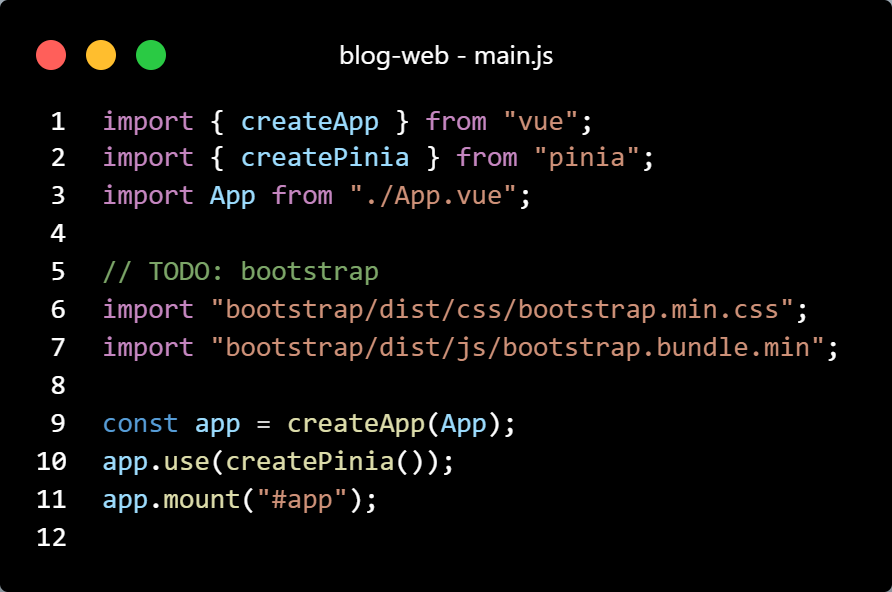 blog-web - main.js
1 import { createApp } from "vue";
2 import { createPinia } from "pinia";
3 import App from "./App.vue";
4
5 // TODO: bootstrap
6 import "bootstrap/dist/css/bootstrap.min.css";
7 import "bootstrap/dist/js/bootstrap.bundle.min";
8
9 const app = createApp(App);
10 app.use(createPinia());
11 app.mount("#app");
12